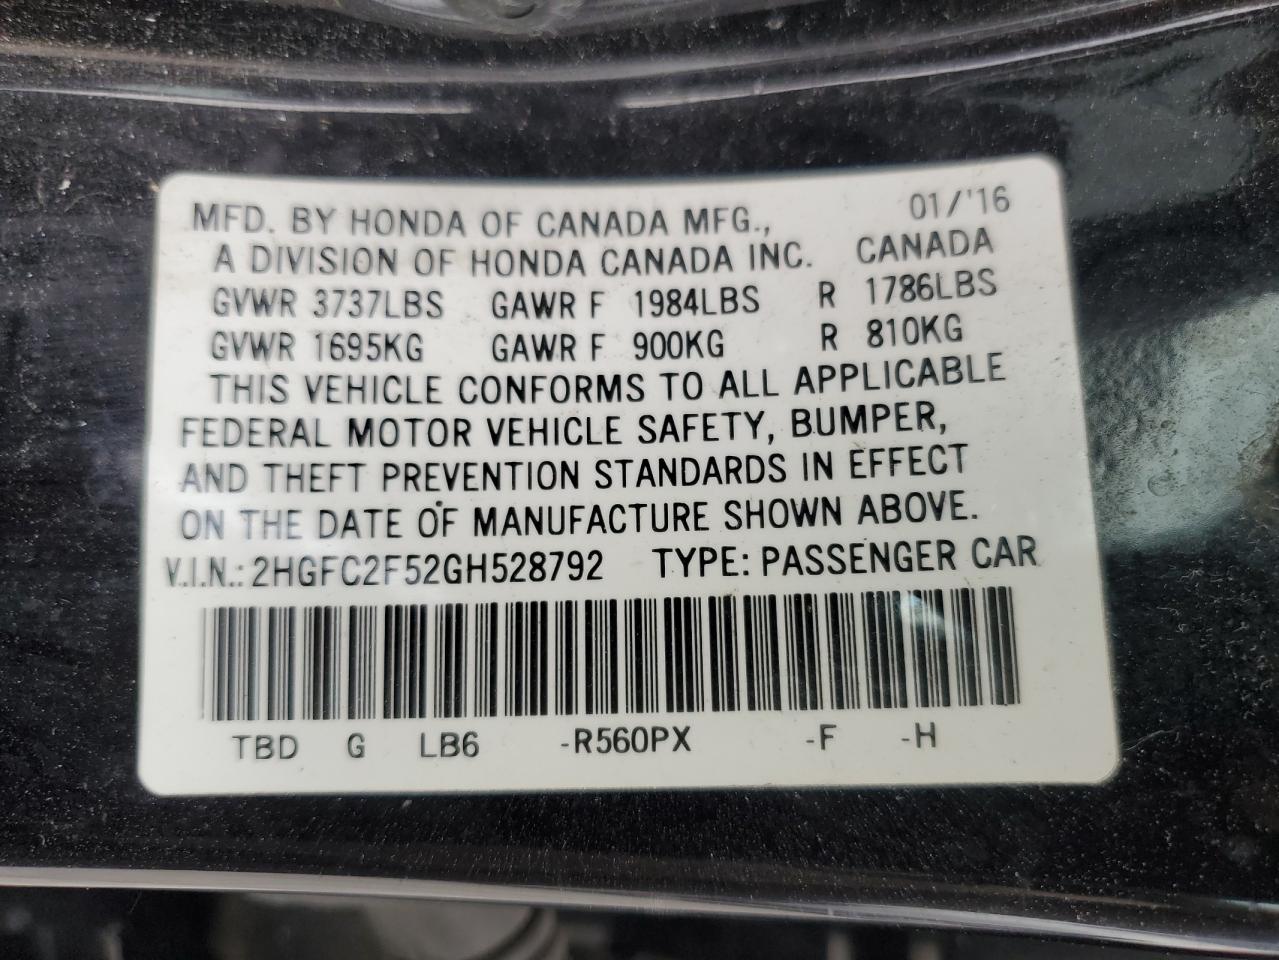 MFD. BY HONDA OF CANADA MFG., 01/'16
A DIVISION OF HONDA CANADA INC. CANADA
GVWR 3737LBS GAWR F 1984LBS R 1786LBS
GVWR 1695KG GAWR F 900KG R 810KG
THIS VEHICLE CONFORMS TO ALL APPLICABLE
FEDERAL MOTOR VEHICLE SAFETY, BUMPER,
AND THEFT PREVENTION STANDARDS IN EFFECT
ON THE DATE OF MANUFACTURE SHOWN ABOVE.
V.I.N.: 2HGFC2F52GH528792 TYPE: PASSENGER CAR
TBD G LB6 -R560PX -F -H